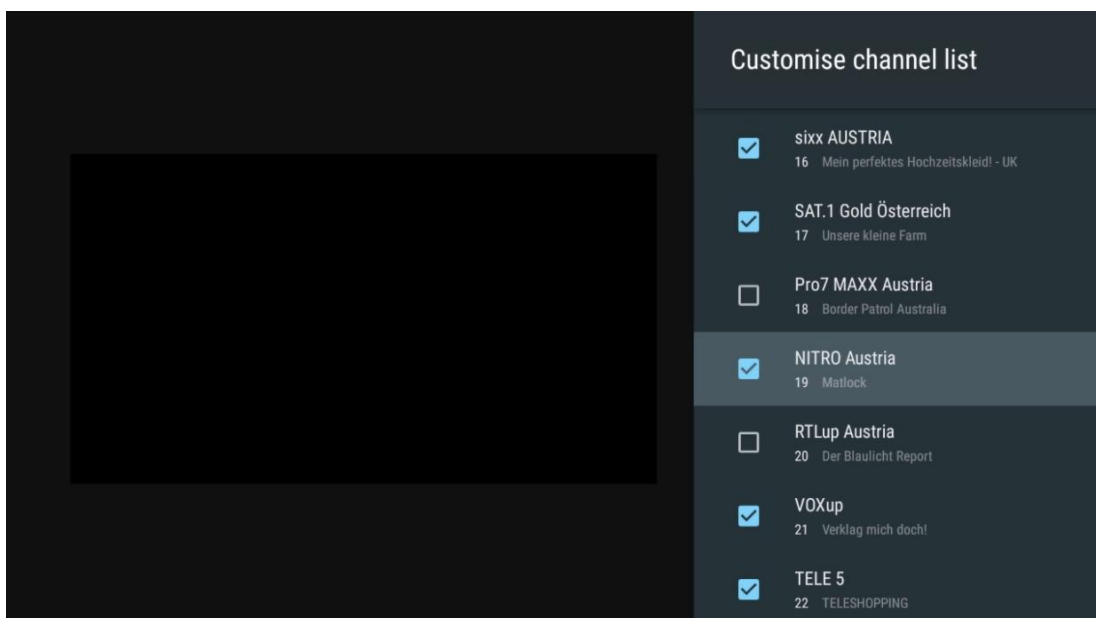 Customise channel list
sixx AUSTRIA
16 Mein perfektes Hochzeitskleid! - UK
SAT.1 Gold Österreich
17 Unsere kleine Farm
Pro7 MAXX Austria
18 Border Patrol Australia
NITRO Austria
19 Matlock
RTLup Austria
20 Der Blaulicht Report
VOXup
21 Verklag mich doch!
TELE 5
22 TELESHOPPING